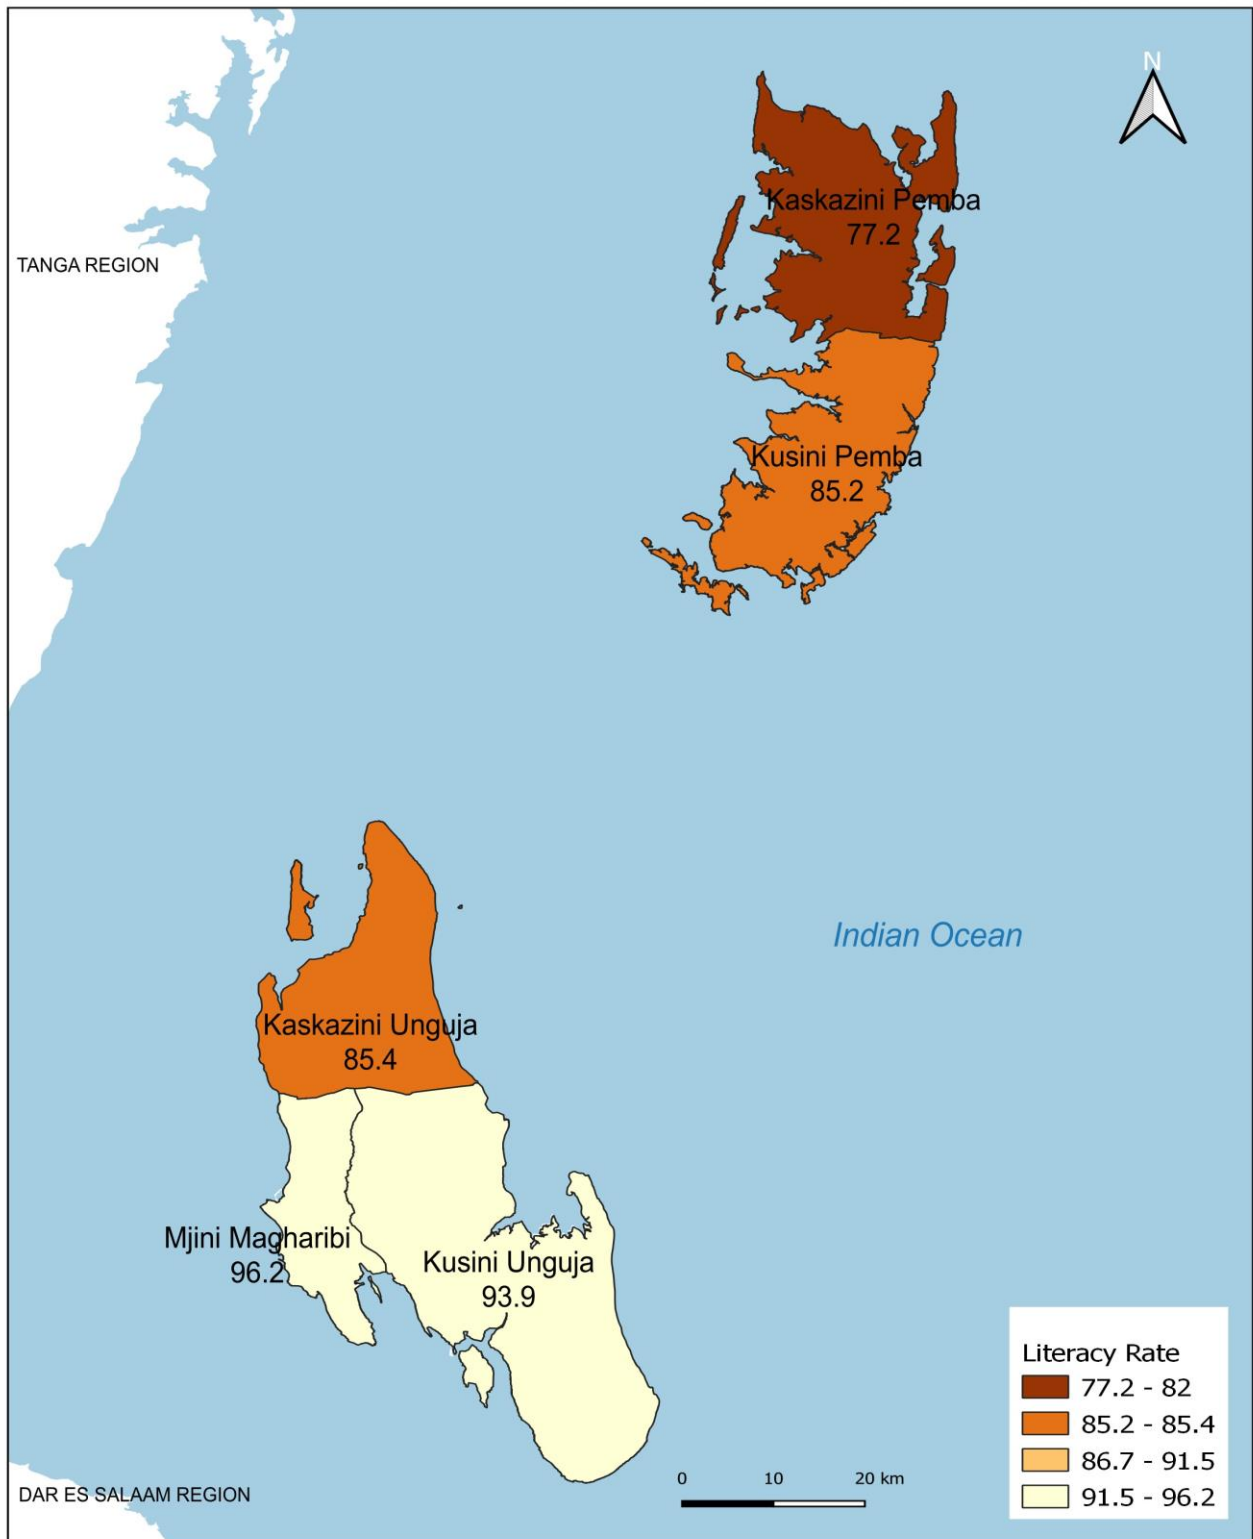 N
Kaskazini Pemba
77.2
TANGA REGION
Kusini Pemba
85.2
Indian Ocean
Kaskazini Unguja
85.4
Mjini Magharibi
96.2
Kusini Unguja
93.9
Literacy Rate
77.2 - 82
85.2 - 85.4
86.7 - 91.5
91.5 - 96.2
0 10 20 km
DAR ES SALAAM REGION